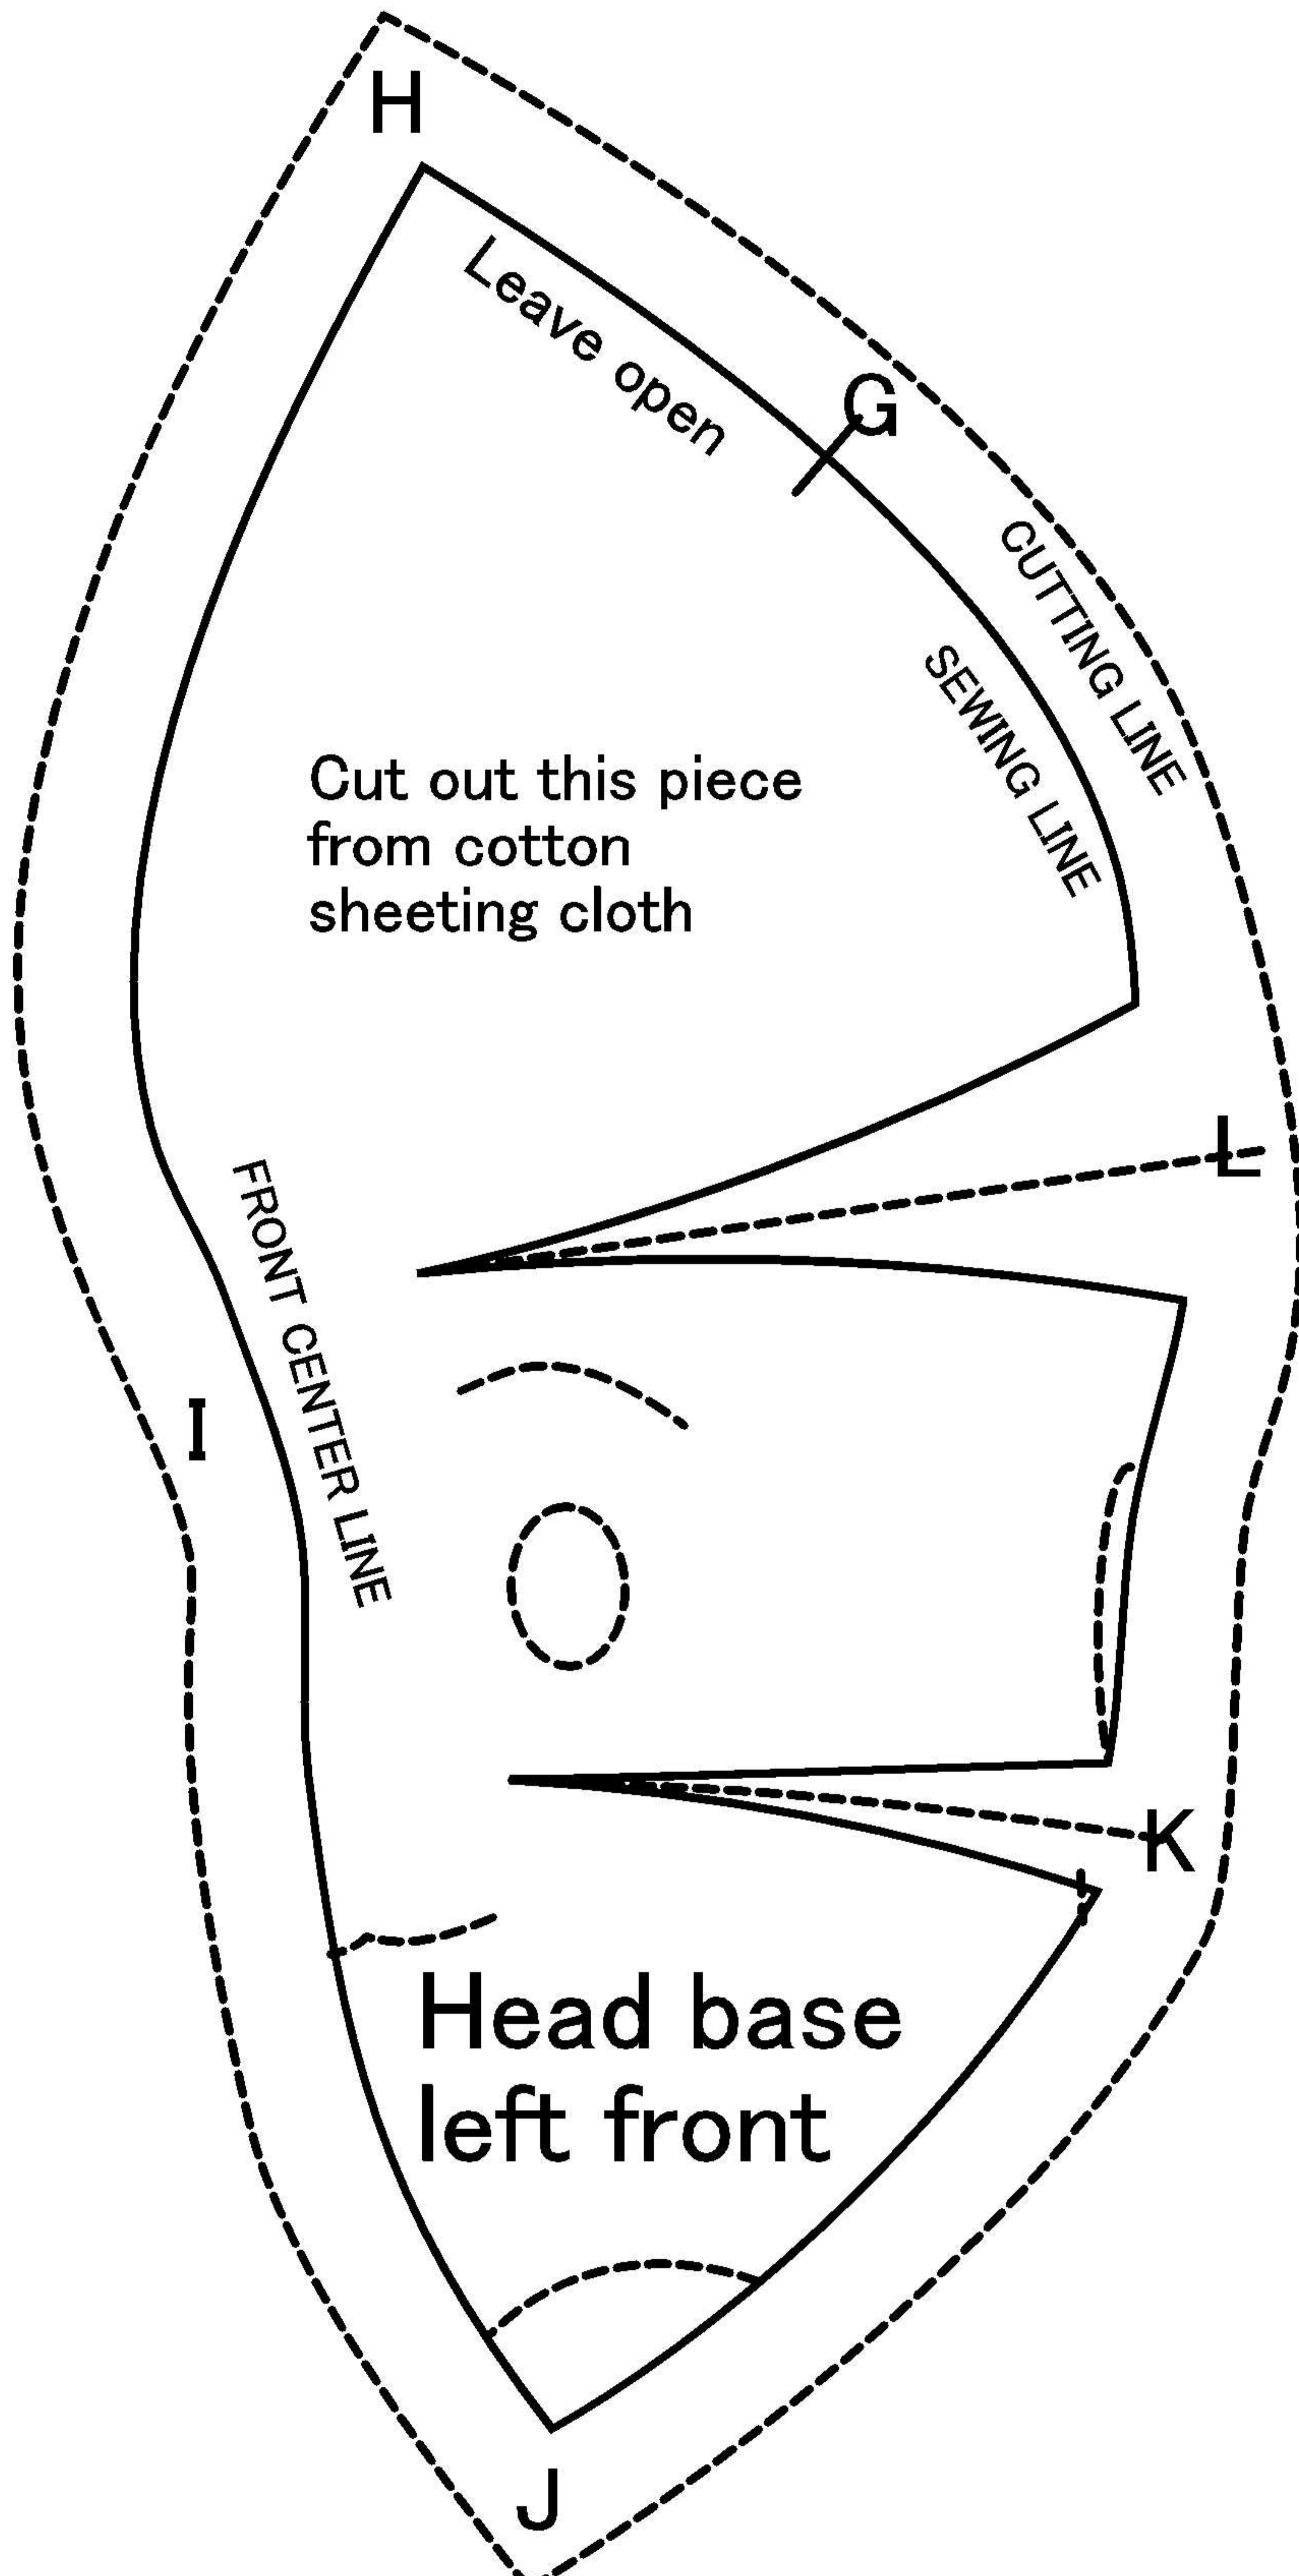 H
Leave open
G
CUTTING LINE
SEWING LINE
Cut out this piece
from cotton
sheeting cloth
L
FRONT CENTER LINE
I
K
Head base
left front
J